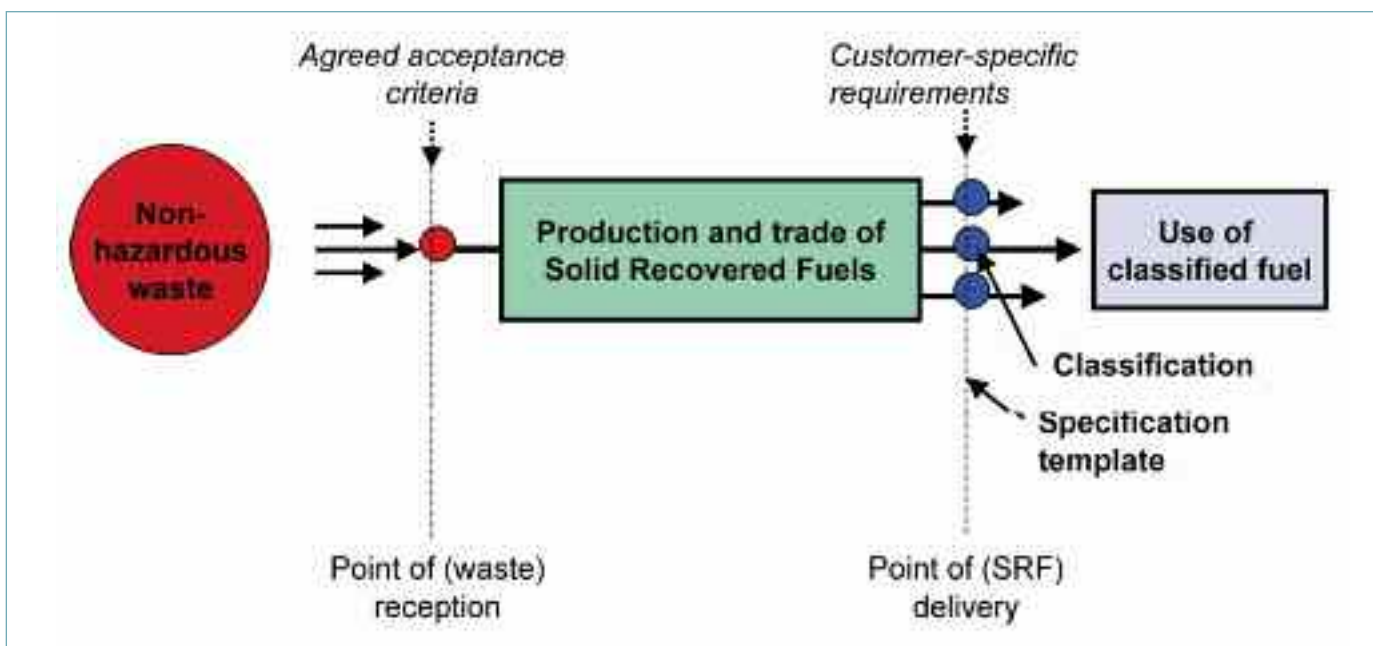 Agreed acceptance
criteria
Customer-specific
requirements
Non-
hazardous
waste
Production and trade of
Solid Recovered Fuels
Use of
classified fuel
Classification
Specification
template
Point of (waste)
reception
Point of (SRF)
delivery